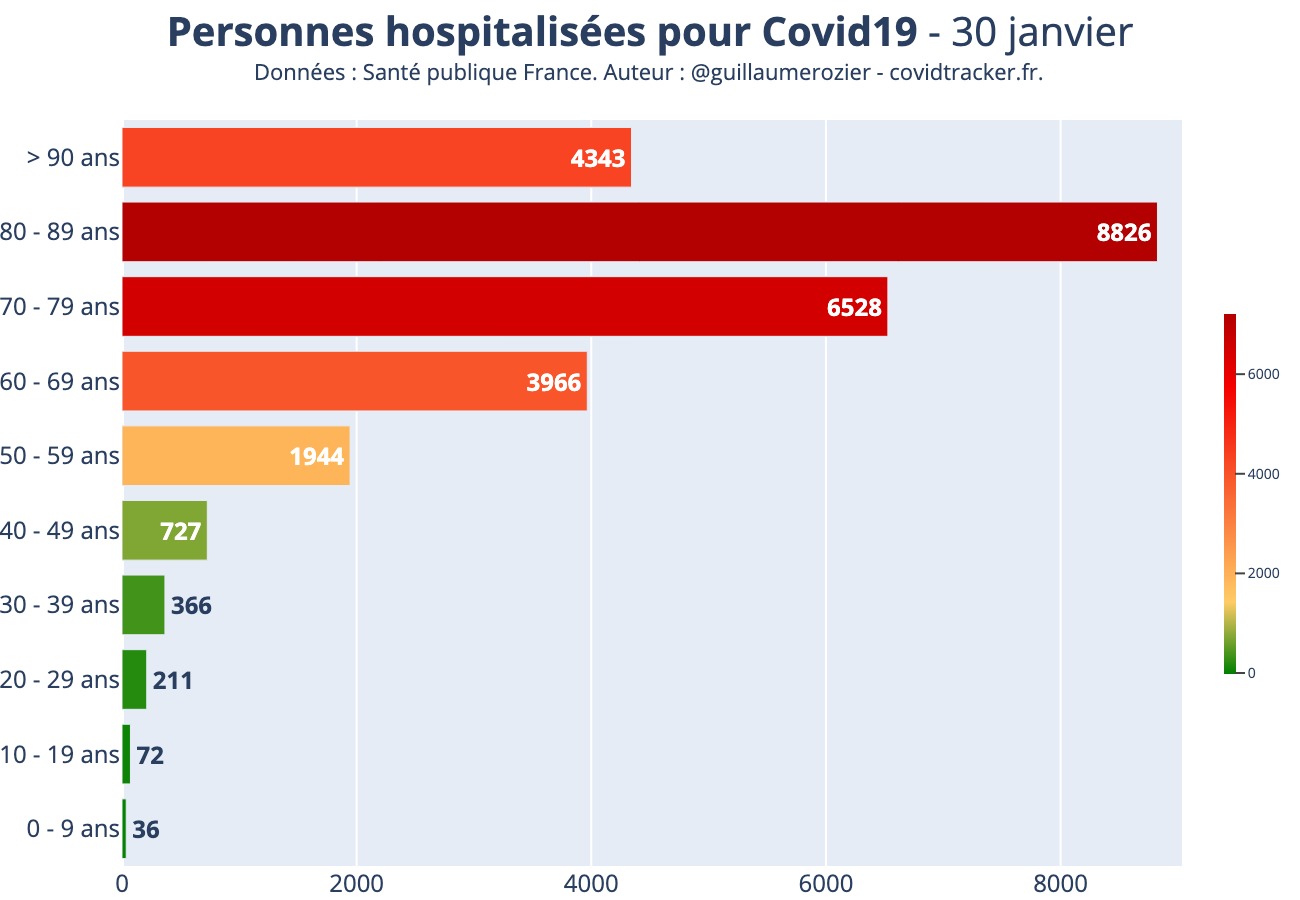 Personnes hospitalisées pour Covid19 - 30 janvier
Données : Santé publique France. Auteur : @guillaumerozier - covidtracker.fr.
> 90 ans 4343
80 - 89 ans 8826
70 - 79 ans 6528
60 - 69 ans 3966
50 - 59 ans 1944
40 - 49 ans 727
30 - 39 ans 366
20 - 29 ans 211
10 - 19 ans 72
0 - 9 ans 36
0 2000 4000 6000 8000
6000
4000
2000
0